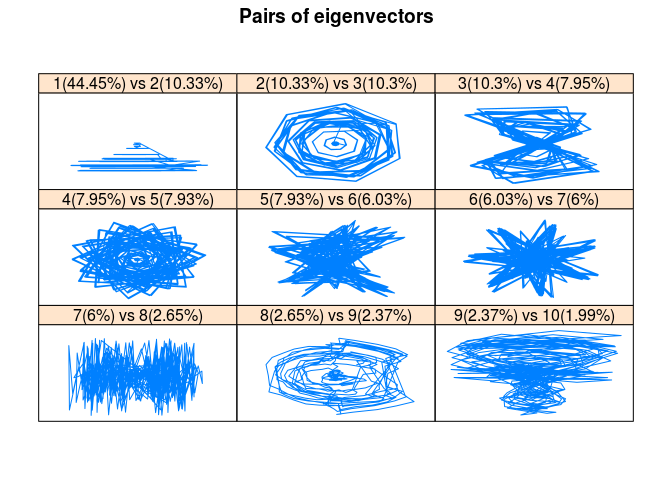 Pairs of eigenvectors
1(44.45%) vs 2(10.33%)
2(10.33%) vs 3(10.3%)
3(10.3%) vs 4(7.95%)
4(7.95%) vs 5(7.93%)
5(7.93%) vs 6(6.03%)
6(6.03%) vs 7(6%)
7(6%) vs 8(2.65%)
8(2.65%) vs 9(2.37%)
9(2.37%) vs 10(1.99%)